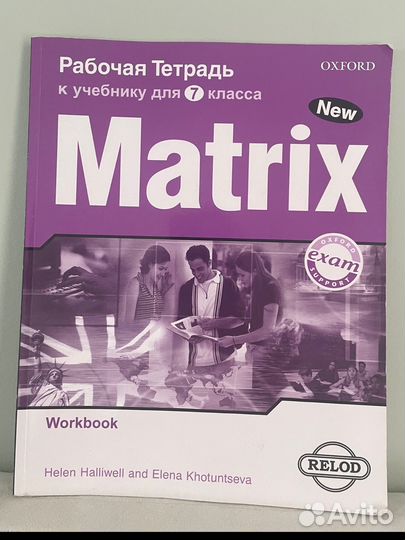 Рабочая Тетрадь
OXFORD
к учебнику для 7 класса
New
Matrix
OXFORD
exam
SUPPORT
Workbook
Helen Halliwell and Elena Khotuntseva
RELOD
Avito